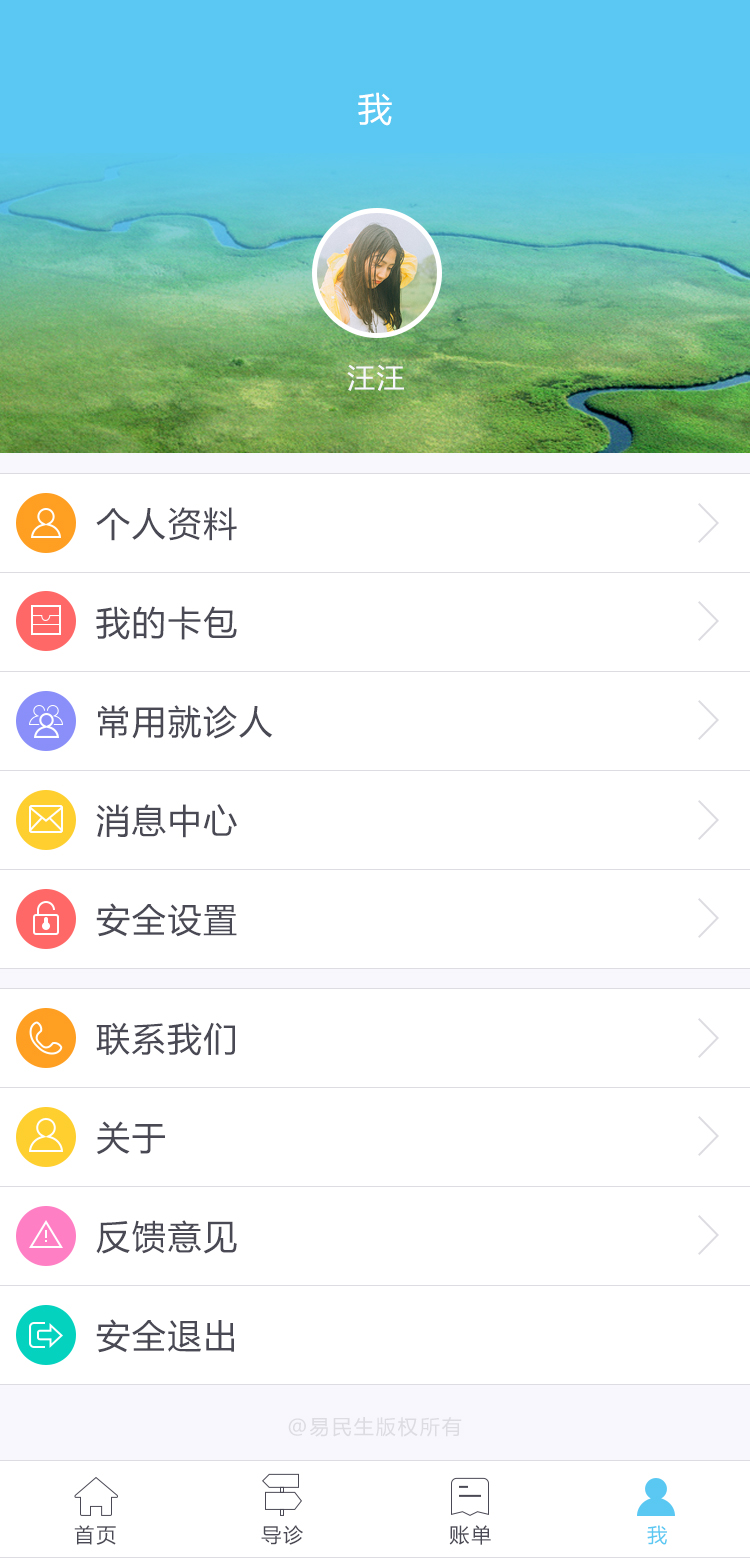 我
汪汪
个人资料
我的卡包
常用就诊人
消息中心
安全设置
联系我们
关于
反馈意见
安全退出
@易民生版权所有
首页
导诊
账单
我